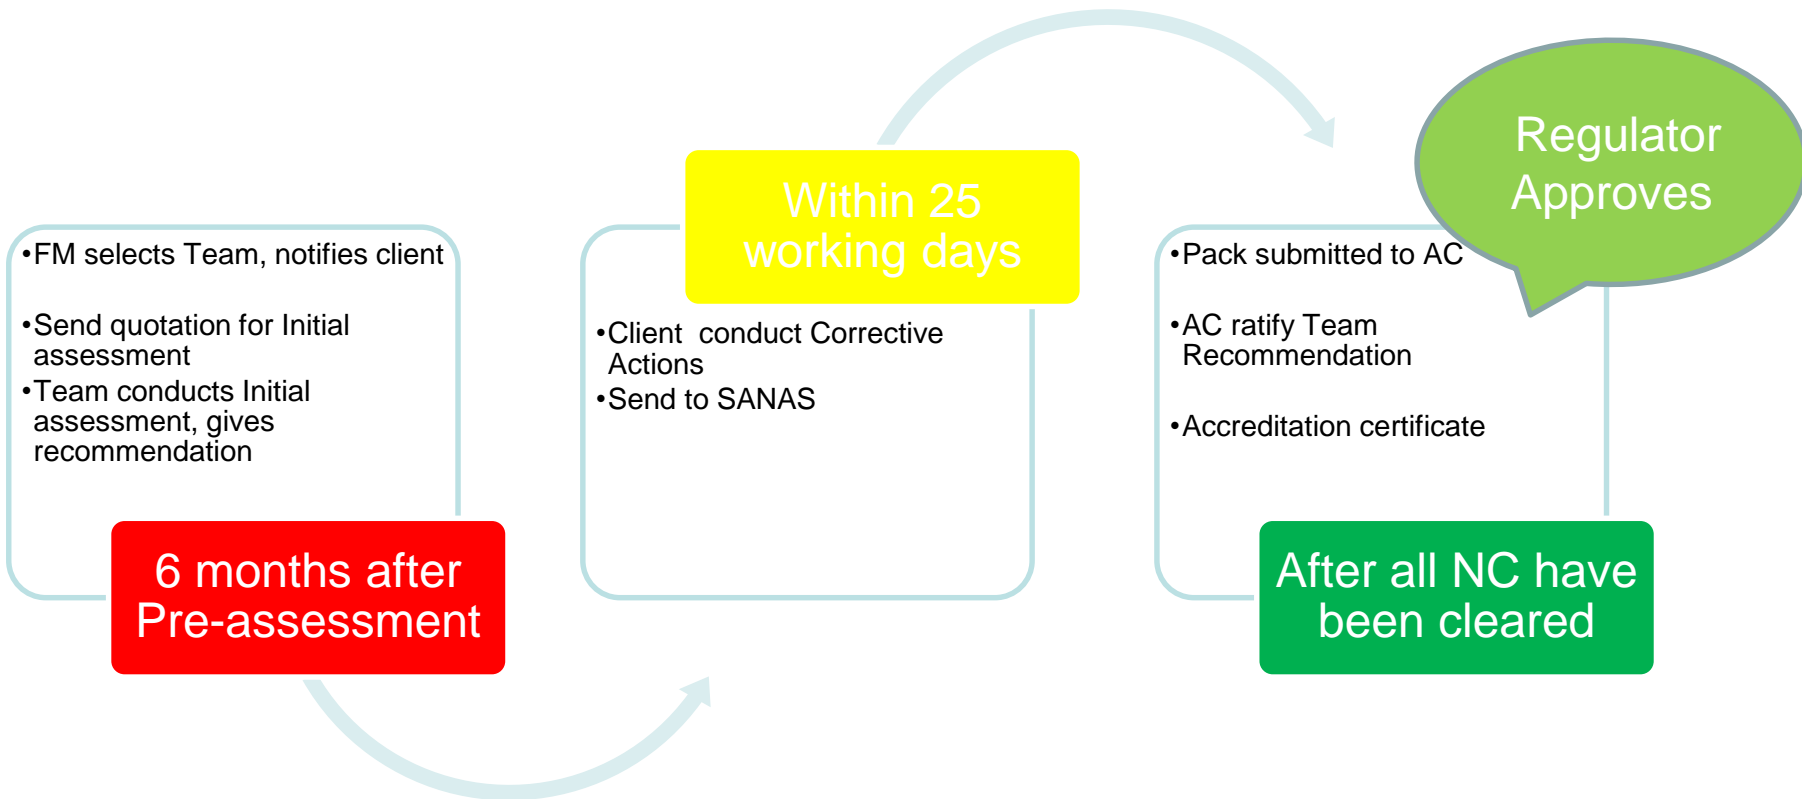 •FM selects Team, notifies client
•Send quotation for Initial
assessment
•Team conducts Initial
assessment, gives
recommendation
6 months after
Pre-assessment
Within 25
working days
•Client  conduct Corrective
Actions
•Send to SANAS
Regulator
Approves
•Pack submitted to AC
•AC ratify Team
Recommendation
•Accreditation certificate
After all NC have
been cleared